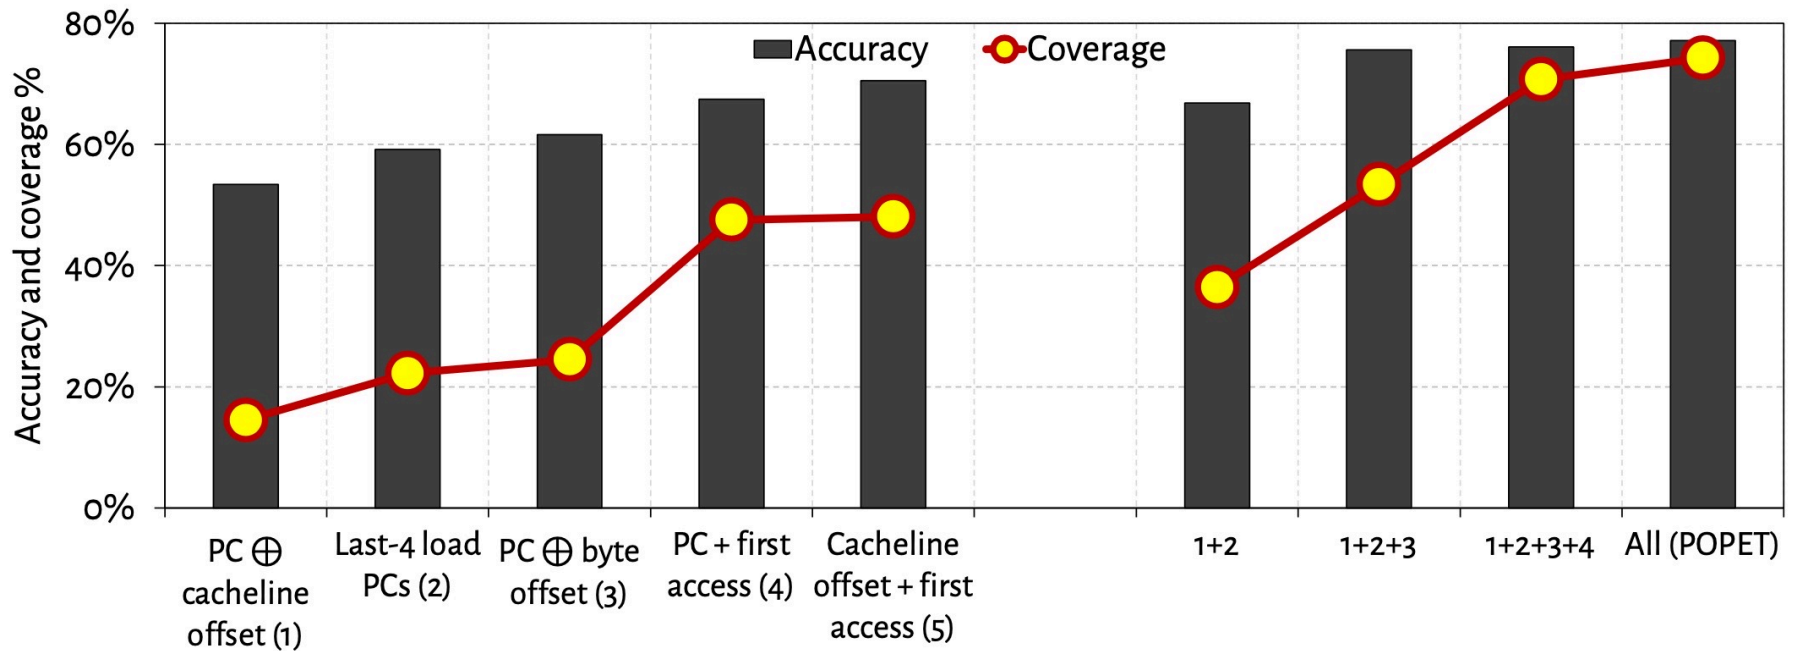 80%
60%
40%
20%
0%
Accuracy and coverage %
Accuracy
Coverage
PC ⊕
cacheline
offset (1)
Last-4 load
PCs (2)
PC ⊕ byte
offset (3)
PC + first
access (4)
Cacheline
offset + first
access (5)
1+2
1+2+3
1+2+3+4
All (POPET)